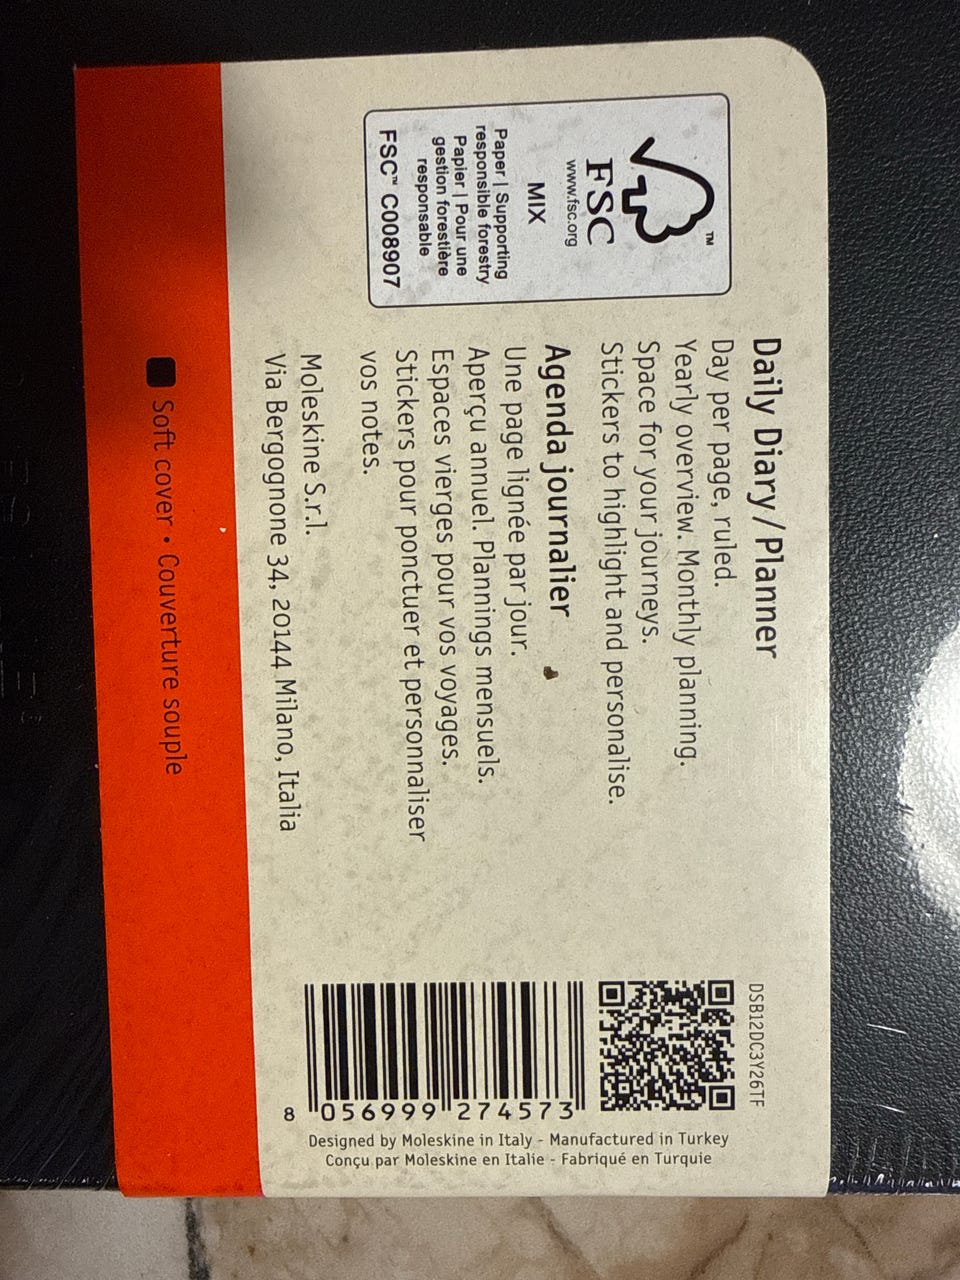 Daily Diary/Planner
Day per page, ruled.
Yearly overview. Monthly planning.
Space for your journeys.
Stickers to highlight and personalise.
Agenda journalier
Une page lignée par jour.
Aperçu annuel. Plannings mensuels.
Espaces vierges pour vos voyages.
Stickers pour ponctuer et personnaliser
vos notes.
Moleskine S.r.l.
Via Bergognone 34, 20144 Milano, Italia
Soft cover • Couverture souple
TM
FSC
www.fsc.org
MIX
Paper | Supporting
responsible forestry
Papier | Pour une
gestion forestière
responsable
FSC™ C008907
DSB12DC3Y26TF
8 056999 274573
Designed by Moleskine in Italy - Manufactured in Turkey
Conçu par Moleskine en Italie - Fabriqué en Turquie